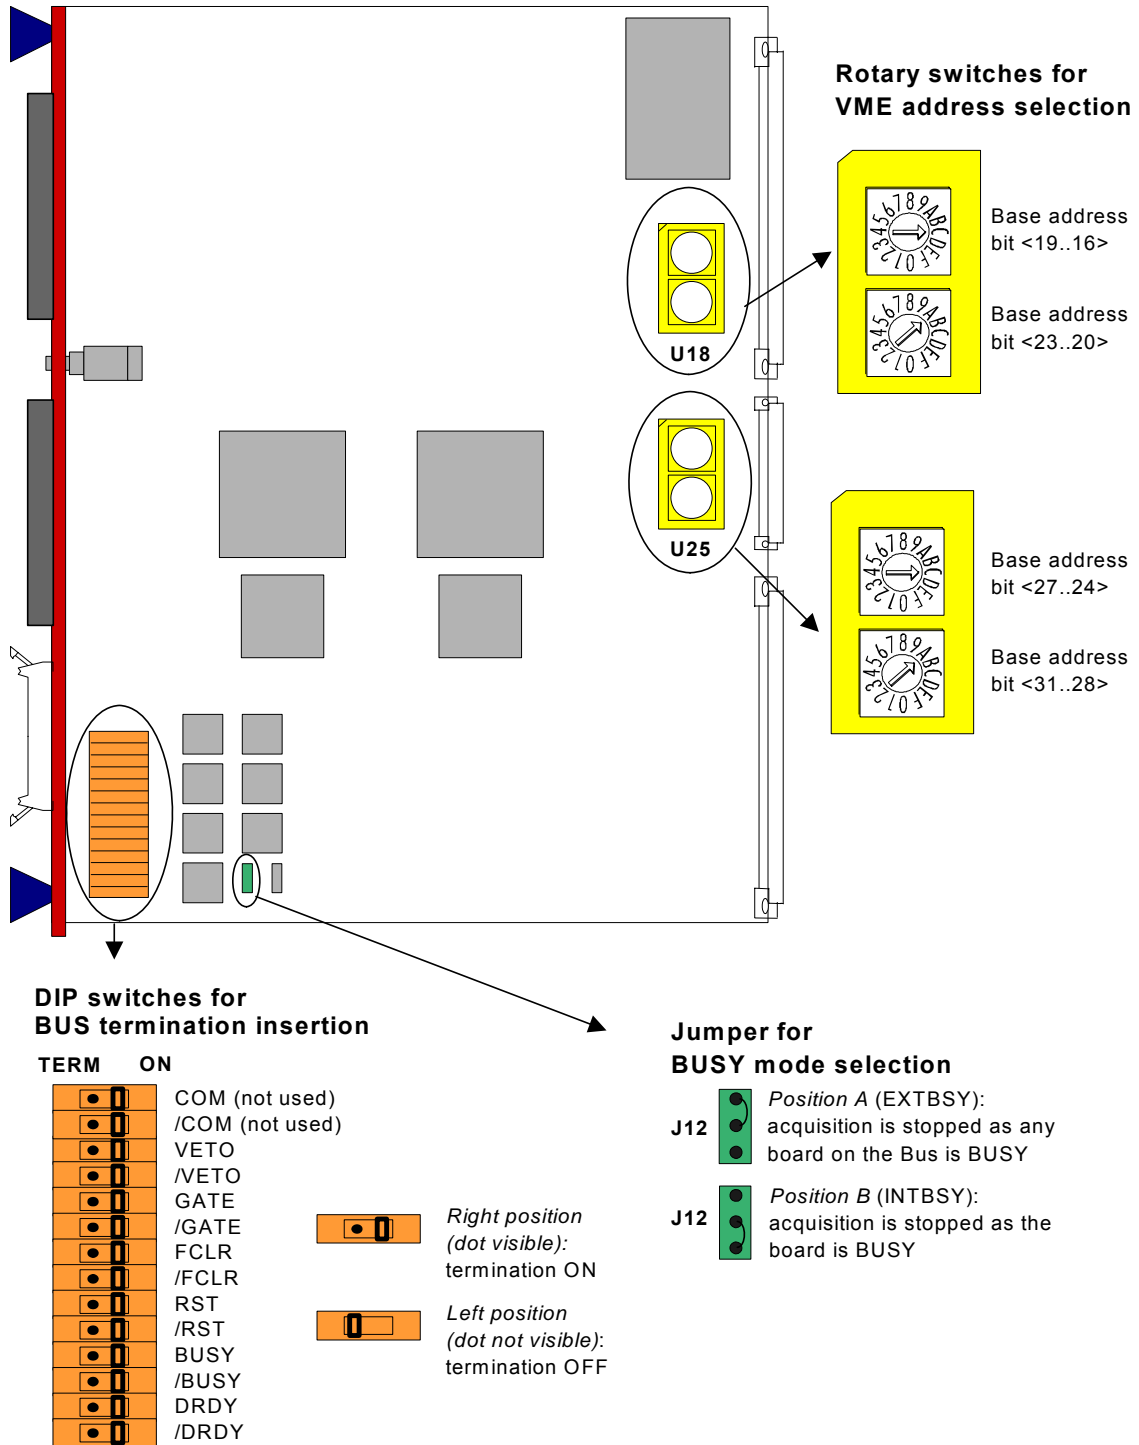 Rotary switches for
VME address selection
0123456789ABCDEF
Base address
bit <19..16>
0123456789ABCDEF
Base address
bit <23..20>
U18
U25
0123456789ABCDEF
Base address
bit <27..24>
0123456789ABCDEF
Base address
bit <31..28>
DIP switches for
BUS termination insertion
TERM ON
COM (not used)
/COM (not used)
VETO
/VETO
GATE
/GATE
FCLR
/FCLR
RST
/RST
BUSY
/BUSY
DRDY
/DRDY
Right position
(dot visible):
termination ON
Left position
(dot not visible):
termination OFF
Jumper for
BUSY mode selection
J12
Position A (EXTBSY):
acquisition is stopped as any
board on the Bus is BUSY
J12
Position B (INTBSY):
acquisition is stopped as the
board is BUSY